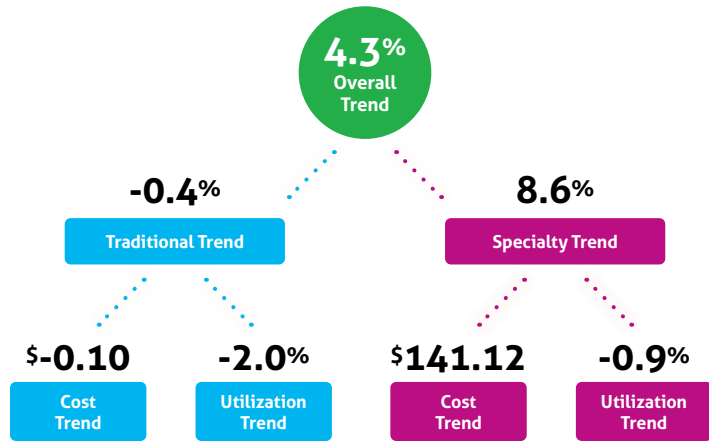 4.3%
Overall
Trend
-0.4%
8.6%
Traditional Trend
Specialty Trend
$-0.10
-2.0%
$141.12
-0.9%
Cost
Trend
Utilization
Trend
Cost
Trend
Utilization
Trend